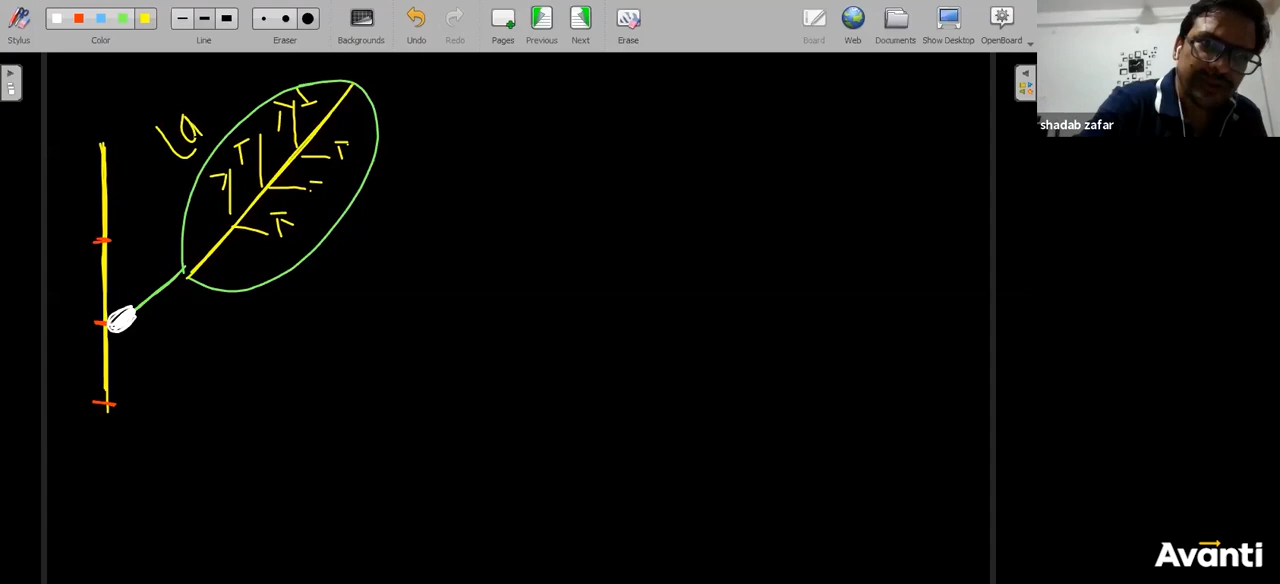 Stylus
Color
Line
Eraser
Backgrounds
Undo
Redo
Pages
Previous
Next
Erase
Board
Web
Documents
Show Desktop
OpenBoard
shadab zafar
La
Avanti